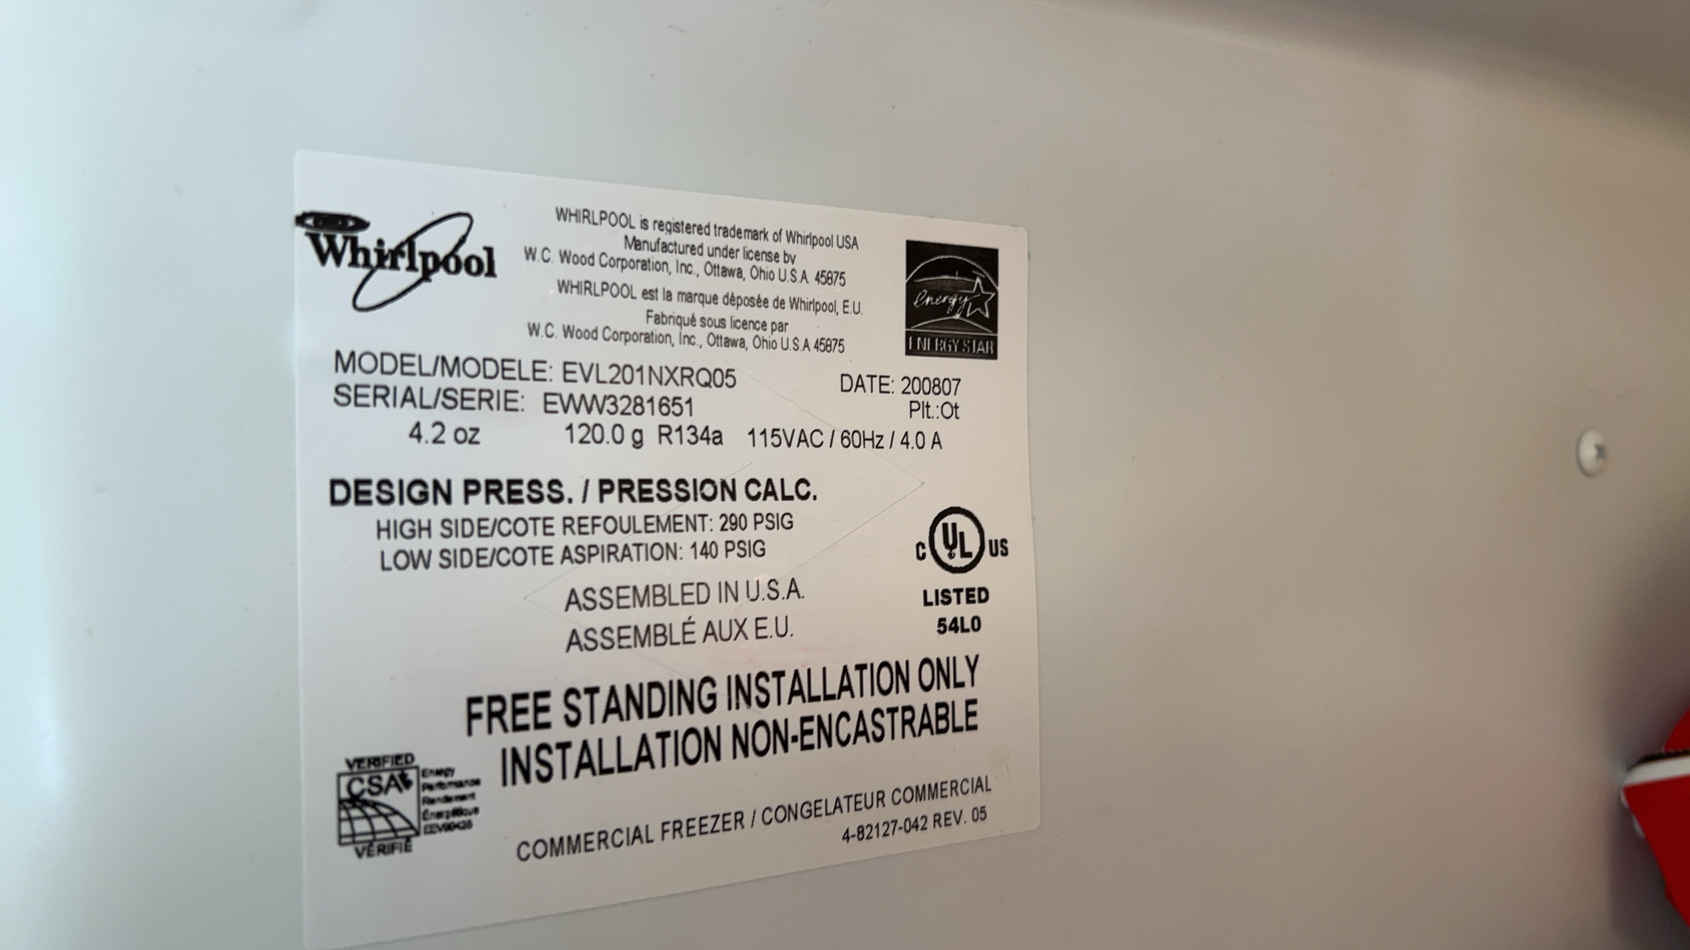 Whirlpool
WHIRLPOOL is registered trademark of Whirlpool USA
Manufactured under license by
W.C. Wood Corporation, Inc., Ottawa, Ohio U.S.A. 45875
WHIRLPOOL est la marque déposée de Whirlpool, E.U.
Fabriqué sous licence par
W.C. Wood Corporation, Inc., Ottawa, Ohio U.S.A 45875
energy
ENERGY STAR
MODEL/MODELE: EVL201NXRQ05
DATE: 200807
SERIAL/SERIE: EWW3281651
Plt.:Ot
4.2 oz 120.0 g R134a 115VAC / 60Hz / 4.0 A
DESIGN PRESS. / PRESSION CALC.
HIGH SIDE/COTE REFOULEMENT: 290 PSIG
LOW SIDE/COTE ASPIRATION: 140 PSIG
C UL US
LISTED
54L0
ASSEMBLED IN U.S.A.
ASSEMBLÉ AUX E.U.
FREE STANDING INSTALLATION ONLY
INSTALLATION NON-ENCASTRABLE
VERIFIED
CSA
Energy
Performance
Rendement
Énergétique
VÉRIFIÉ
COMMERCIAL FREEZER / CONGELATEUR COMMERCIAL
4-82127-042 REV. 05